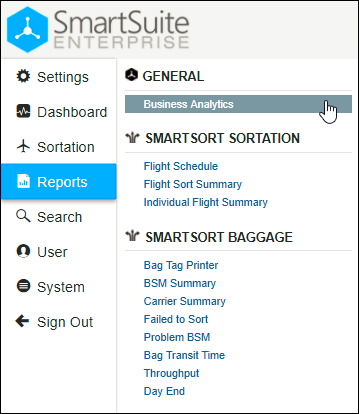 SmartSuite
ENTERPRISE
Settings
Dashboard
Sortation
Reports
Search
User
System
Sign Out
GENERAL
Business Analytics
SMARTSORT SORTATION
Flight Schedule
Flight Sort Summary
Individual Flight Summary
SMARTSORT BAGGAGE
Bag Tag Printer
BSM Summary
Carrier Summary
Failed to Sort
Problem BSM
Bag Transit Time
Throughput
Day End